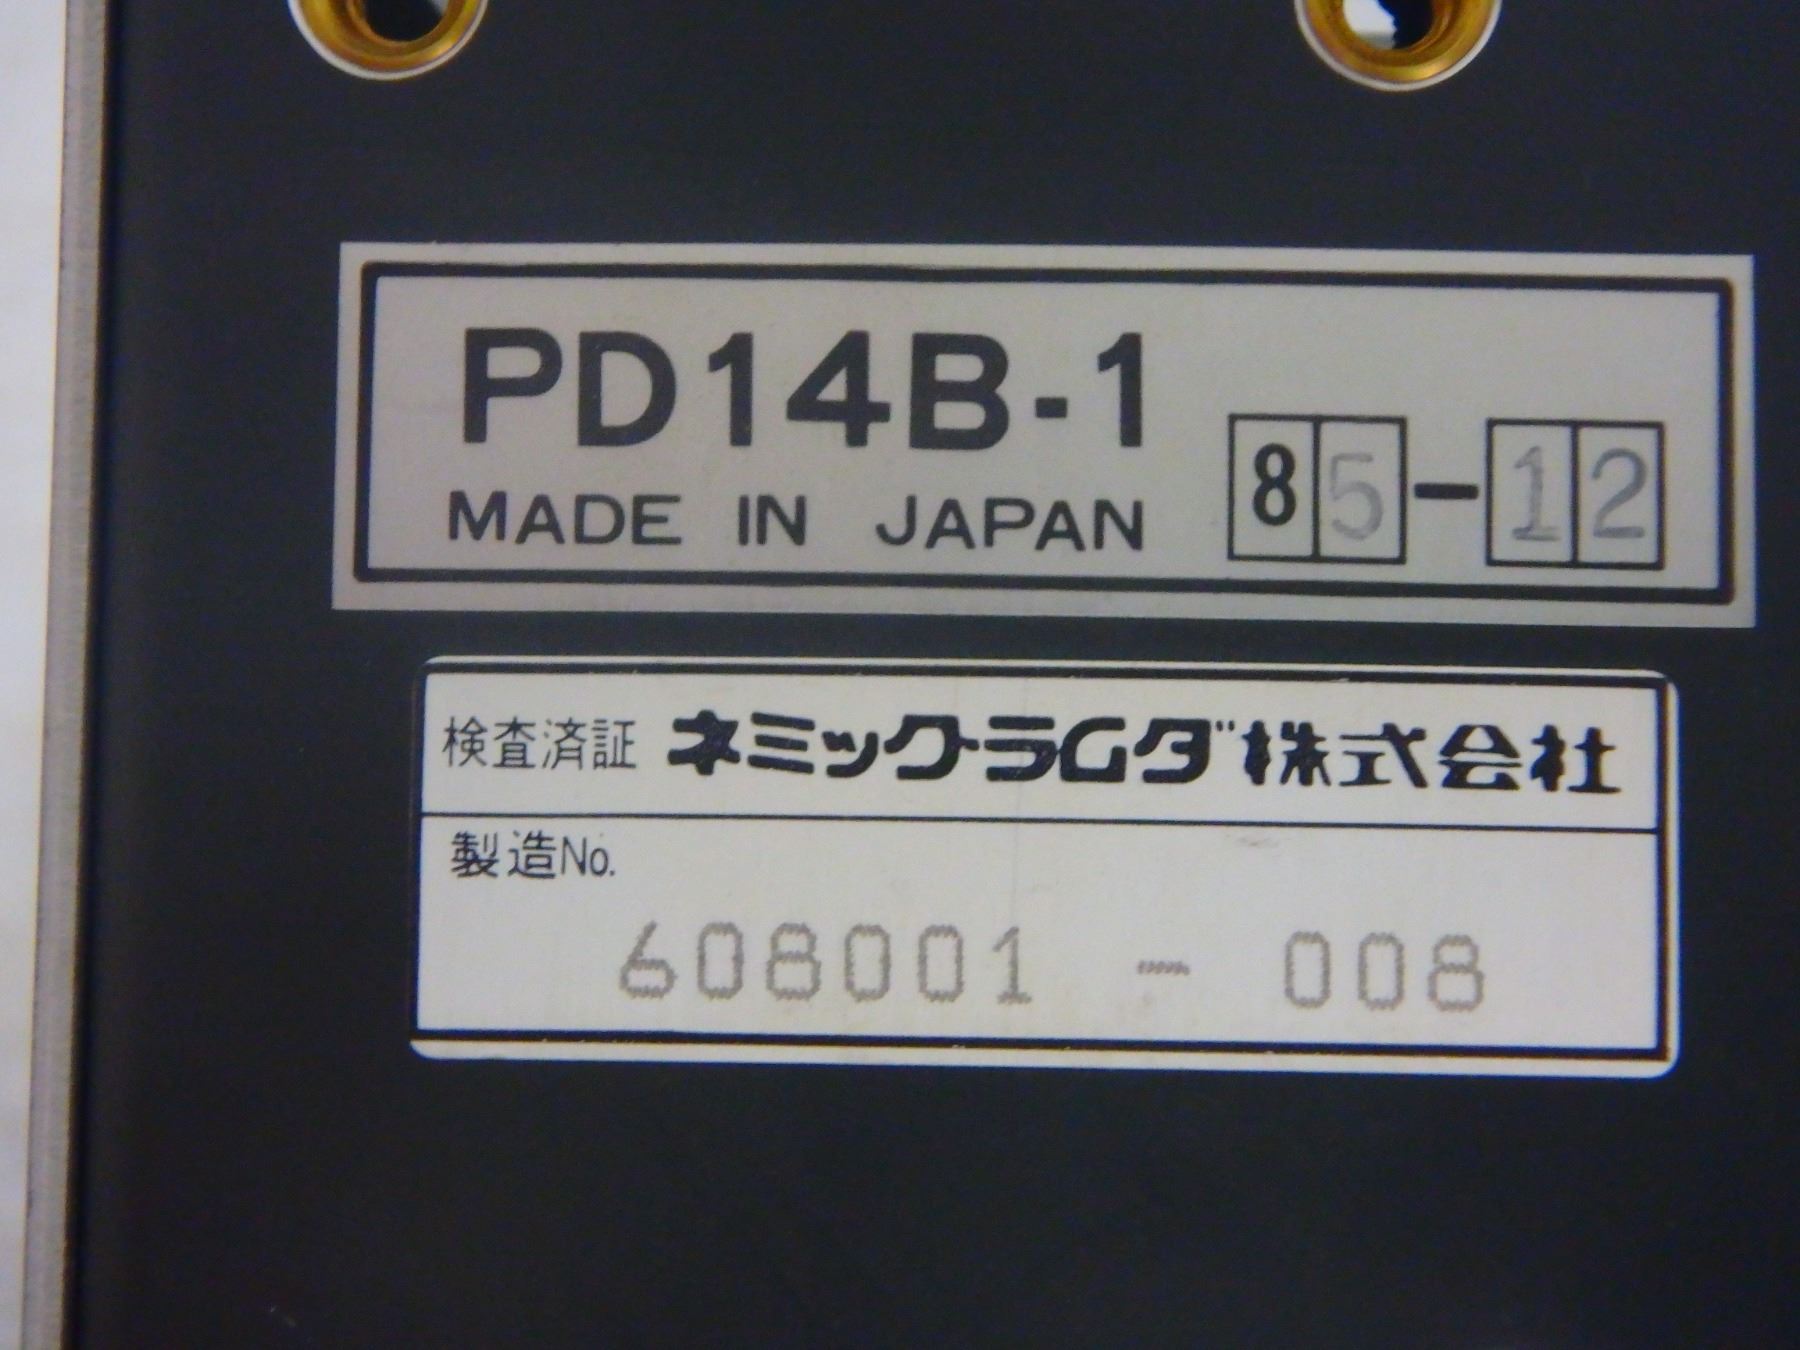 PD14B-1
MADE IN JAPAN 85-12
検査済証 ネミック・ラムダ株式会社
製造No.
608001 - 008